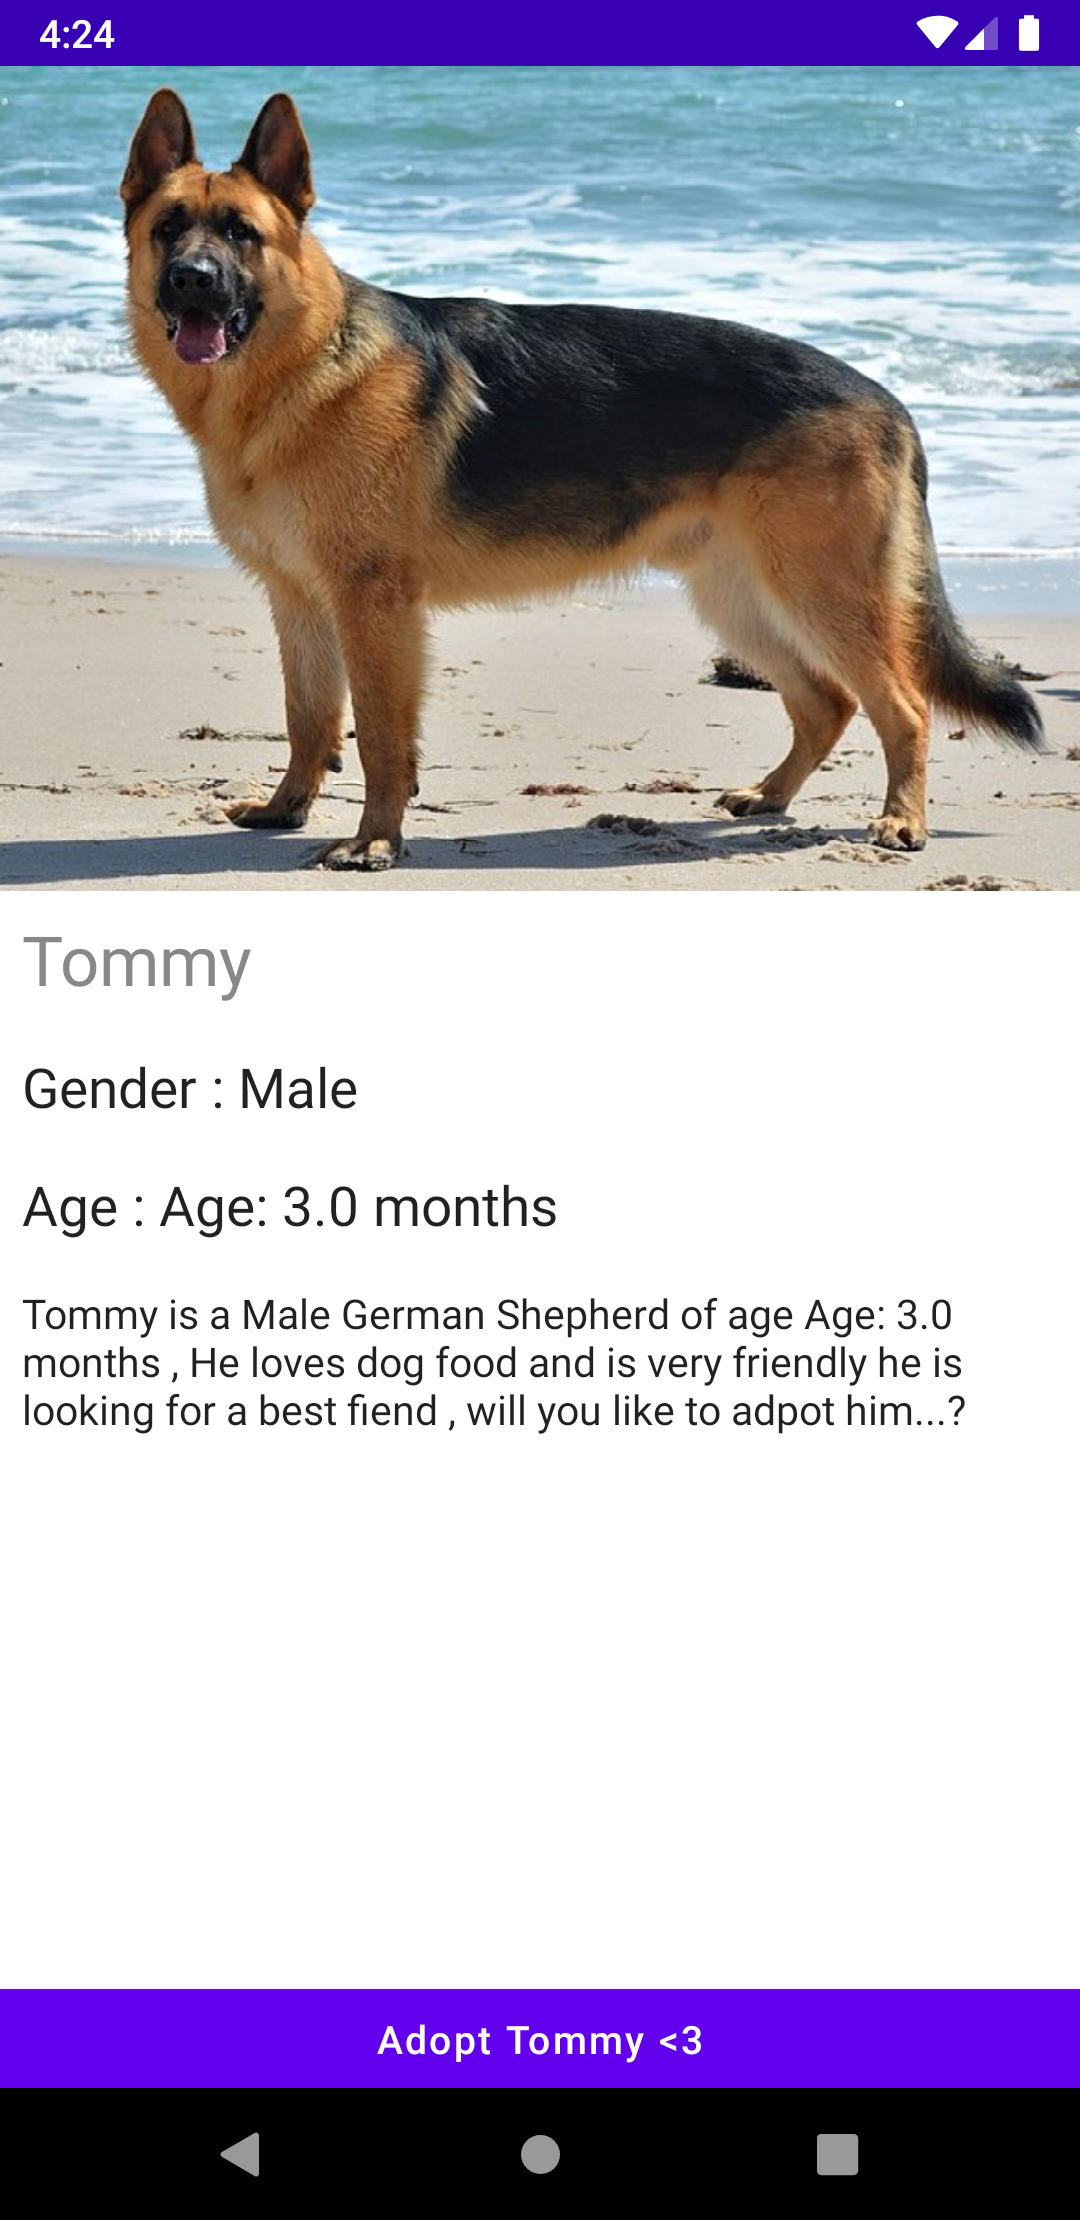 4:24
Tommy
Gender : Male
Age : Age: 3.0 months
Tommy is a Male German Shepherd of age Age: 3.0
months , He loves dog food and is very friendly he is
looking for a best fiend , will you like to adpot him...?
Adopt Tommy <3